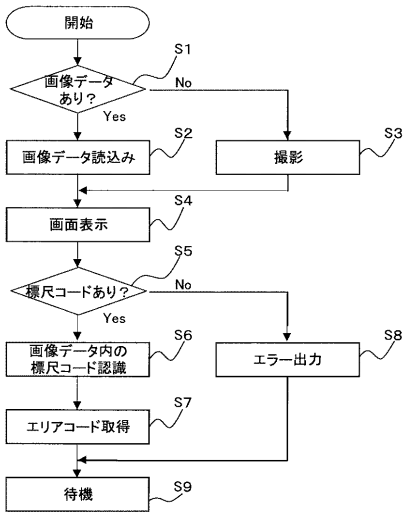 開始
S1
画像データ
あり?
No
Yes
S2
画像データ読込み
S3
撮影
S4
画面表示
S5
標尺コードあり?
No
Yes
S6
画像データ内の
標尺コード認識
S8
エラー出力
S7
エリアコード取得
S9
待機